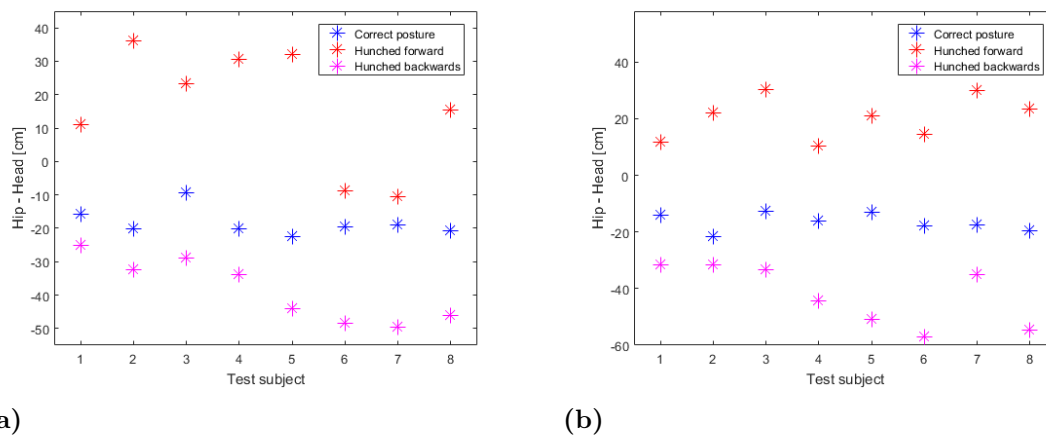 40
30
20
10
0
-10
-20
-30
-40
-50
Hip - Head [cm]
1 2 3 4 5 6 7 8
Test subject
Correct posture
Hunched forward
Hunched backwards
a)
40
20
0
-20
-40
-60
Hip - Head [cm]
1 2 3 4 5 6 7 8
Test subject
Correct posture
Hunched forward
Hunched backwards
(b)